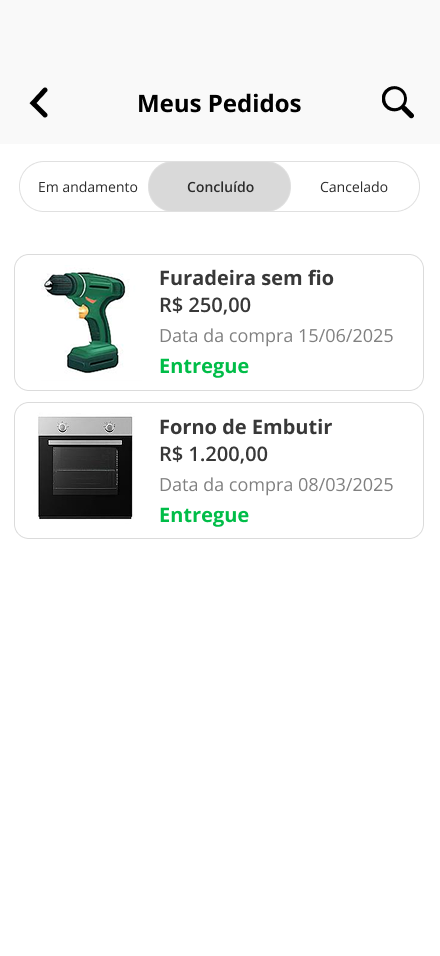 Meus Pedidos
Em andamento
Concluído
Cancelado
Furadeira sem fio
R$ 250,00
Data da compra 15/06/2025
Entregue
Forno de Embutir
R$ 1.200,00
Data da compra 08/03/2025
Entregue